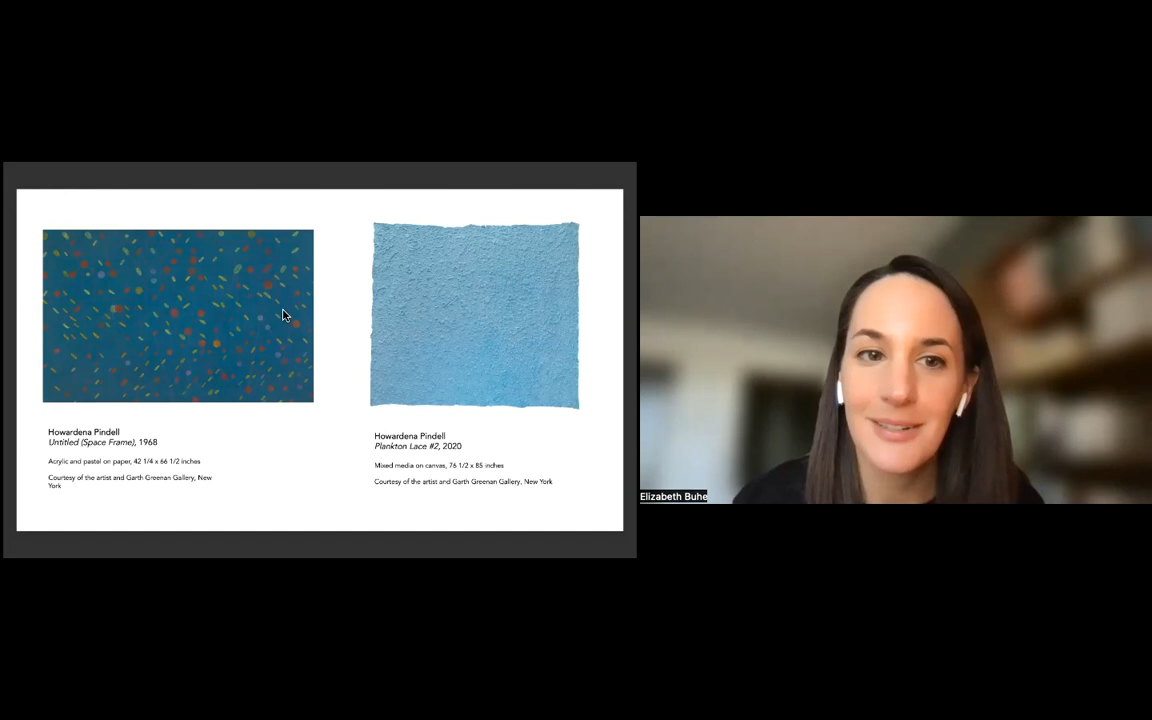 Howardena Pindell
Untitled (Space Frame), 1968
Acrylic and pastel on paper, 42 1/4 x 66 1/2 inches
Courtesy of the artist and Garth Greenan Gallery, New
York
Howardena Pindell
Plankton Lace #2, 2020
Mixed media on canvas, 76 1/2 x 85 inches
Courtesy of the artist and Garth Greenan Gallery, New York
Elizabeth Buhe